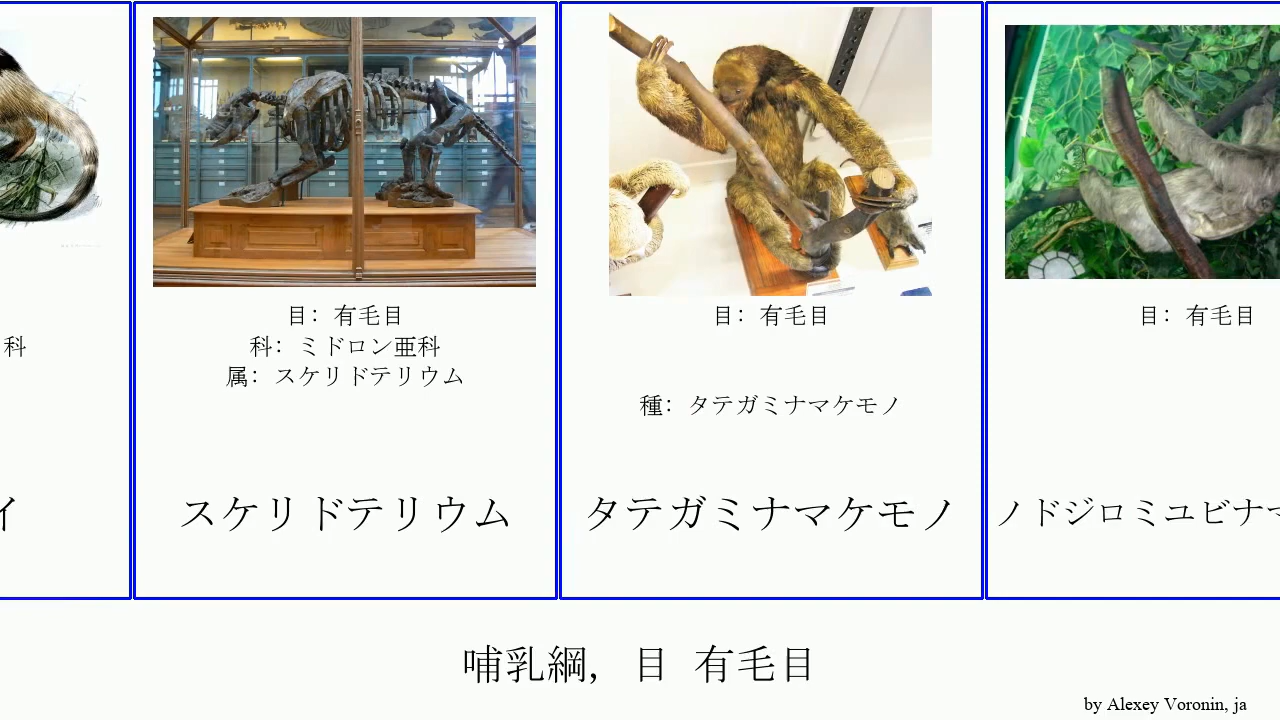 科
イ
目: 有毛目
科: ミドロン亜科
属: スケリドテリウム
スケリドテリウム
目: 有毛目
種: タテガミナマケモノ
タテガミナマケモノ
目: 有毛目
ノドジロミユビナマ
哺乳綱, 目 有毛目
by Alexey Voronin, ja